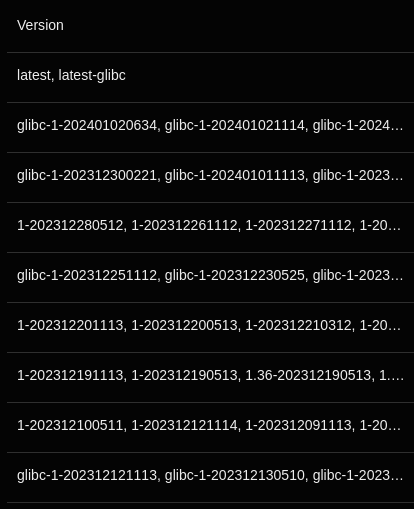 Version
latest, latest-glibc
glibc-1-202401020634, glibc-1-202401021114, glibc-1-2024…
glibc-1-202312300221, glibc-1-202401011113, glibc-1-2023…
1-202312280512, 1-202312261112, 1-202312271112, 1-20…
glibc-1-202312251112, glibc-1-202312230525, glibc-1-2023…
1-202312201113, 1-202312200513, 1-202312210312, 1-20…
1-202312191113, 1-202312190513, 1.36-202312190513, 1.…
1-202312100511, 1-202312121114, 1-202312091113, 1-20…
glibc-1-202312121113, glibc-1-202312130510, glibc-1-2023…